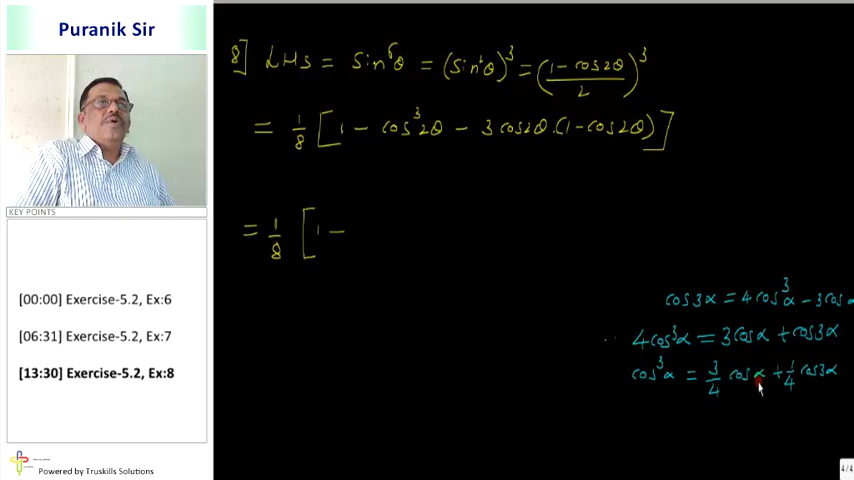 Puranik Sir
KEY POINTS
[00:00] Exercise-5.2, Ex:6
[06:31] Exercise-5.2, Ex:7
[13:30] Exercise-5.2, Ex:8
Powered by Truskills Solutions
8] LHS = Sin⁶θ = (Sin²θ)³ = ((1 - cos2θ)/2)³
= 1/8 [1 - cos³2θ - 3cos2θ.(1-cos2θ)]
= 1/8 [1 -
cos3α = 4cos³α - 3cosα
4cos³α = 3cosα + cos3α
cos³α = 3/4 cosα + 1/4 cos3α
4/4